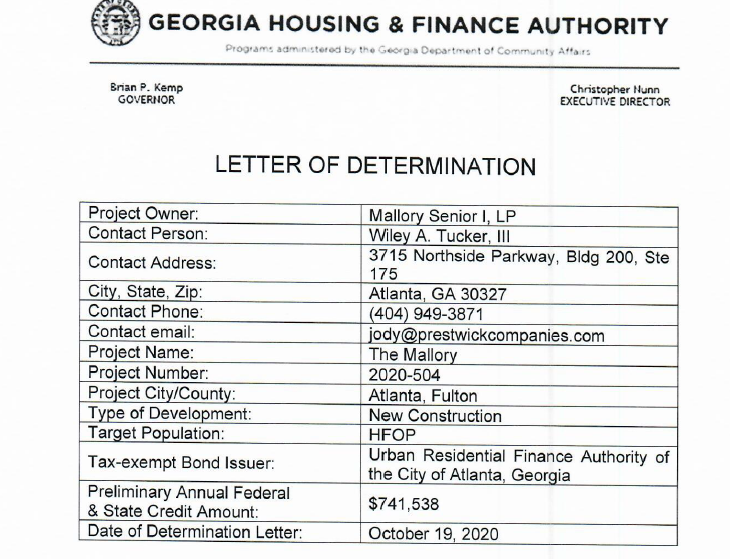 GEORGIA HOUSING & FINANCE AUTHORITY
Programs administered by the Georgia Department of Community Affairs
Brian P. Kemp
GOVERNOR
Christopher Nunn
EXECUTIVE DIRECTOR
LETTER OF DETERMINATION
Project Owner: Mallory Senior I, LP
Contact Person: Wiley A. Tucker, III
Contact Address: 3715 Northside Parkway, Bldg 200, Ste
175
City, State, Zip: Atlanta, GA 30327
Contact Phone: (404) 949-3871
Contact email: jody@prestwickcompanies.com
Project Name: The Mallory
Project Number: 2020-504
Project City/County: Atlanta, Fulton
Type of Development: New Construction
Target Population: HFOP
Tax-exempt Bond Issuer: Urban Residential Finance Authority of
the City of Atlanta, Georgia
Preliminary Annual Federal
& State Credit Amount: $741,538
Date of Determination Letter: October 19, 2020